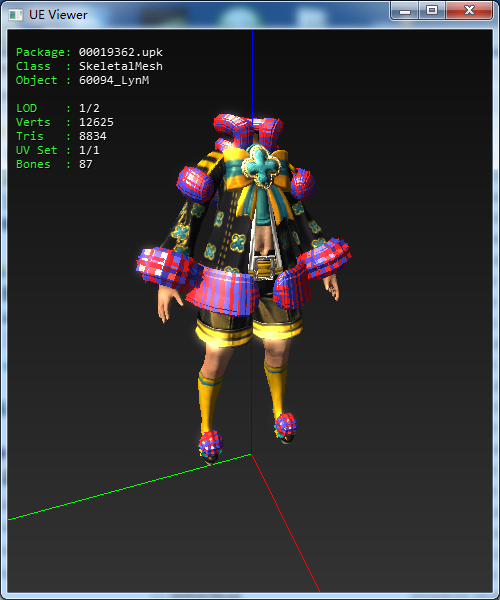 UE Viewer
Package: 00019362.upk
Class : SkeletalMesh
Object : 60094_LynM
LOD : 1/2
Verts : 12625
Tris : 8834
UV Set : 1/1
Bones : 87